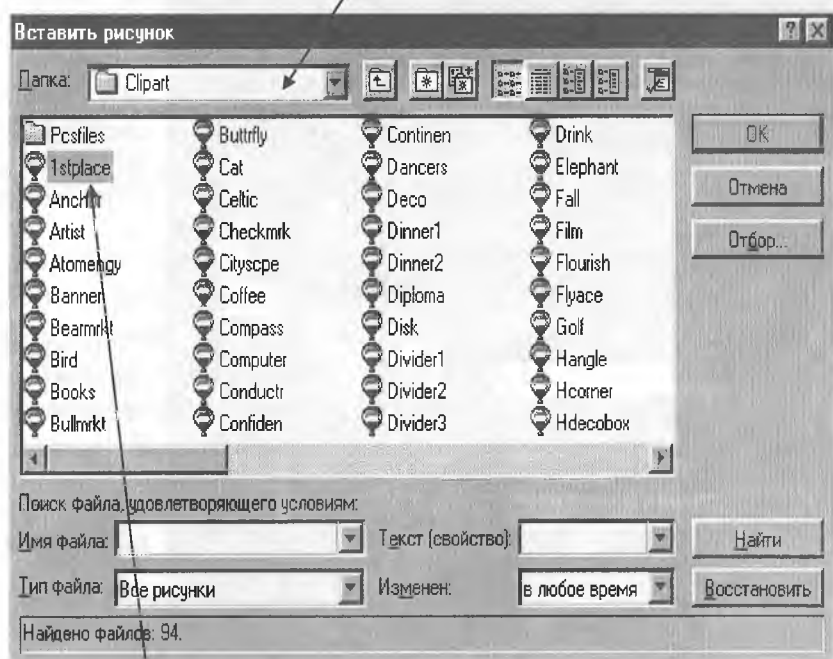 Вставить рисунок
Папка: Clipart
Pcsfiles Buttrfly Continen Drink
1stplace Cat Dancers Elephant
Anchor Celtic Deco Fall
Artist Checkmrk Dinner1 Film
Atomengy Cityscpe Dinner2 Flourish
Banner Coffee Diploma Flyace
Bearmrkt Compass Disk Golf
Bird Computer Divider1 Hangle
Books Conductr Divider2 Hcorner
Bullmrkt Confiden Divider3 Hdecobox
OK
Отмена
Отбор...
Поиск файла, удовлетворяющего условиям:
Имя файла: Текст (свойство): Найти
Тип файла: Все рисунки Изменен: в любое время Восстановить
Найдено файлов: 94.